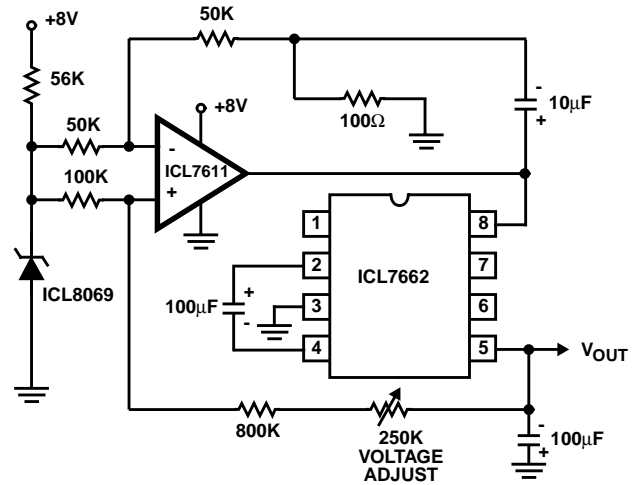 +8V
50K
56K
50K
+8V
-
100Ω
10µF
+
-
ICL7611
+
100K
ICL8069
1
8
2
ICL7662
7
100µF
+
-
3
6
4
5
VOUT
800K
250K
VOLTAGE
ADJUST
-
100µF
+